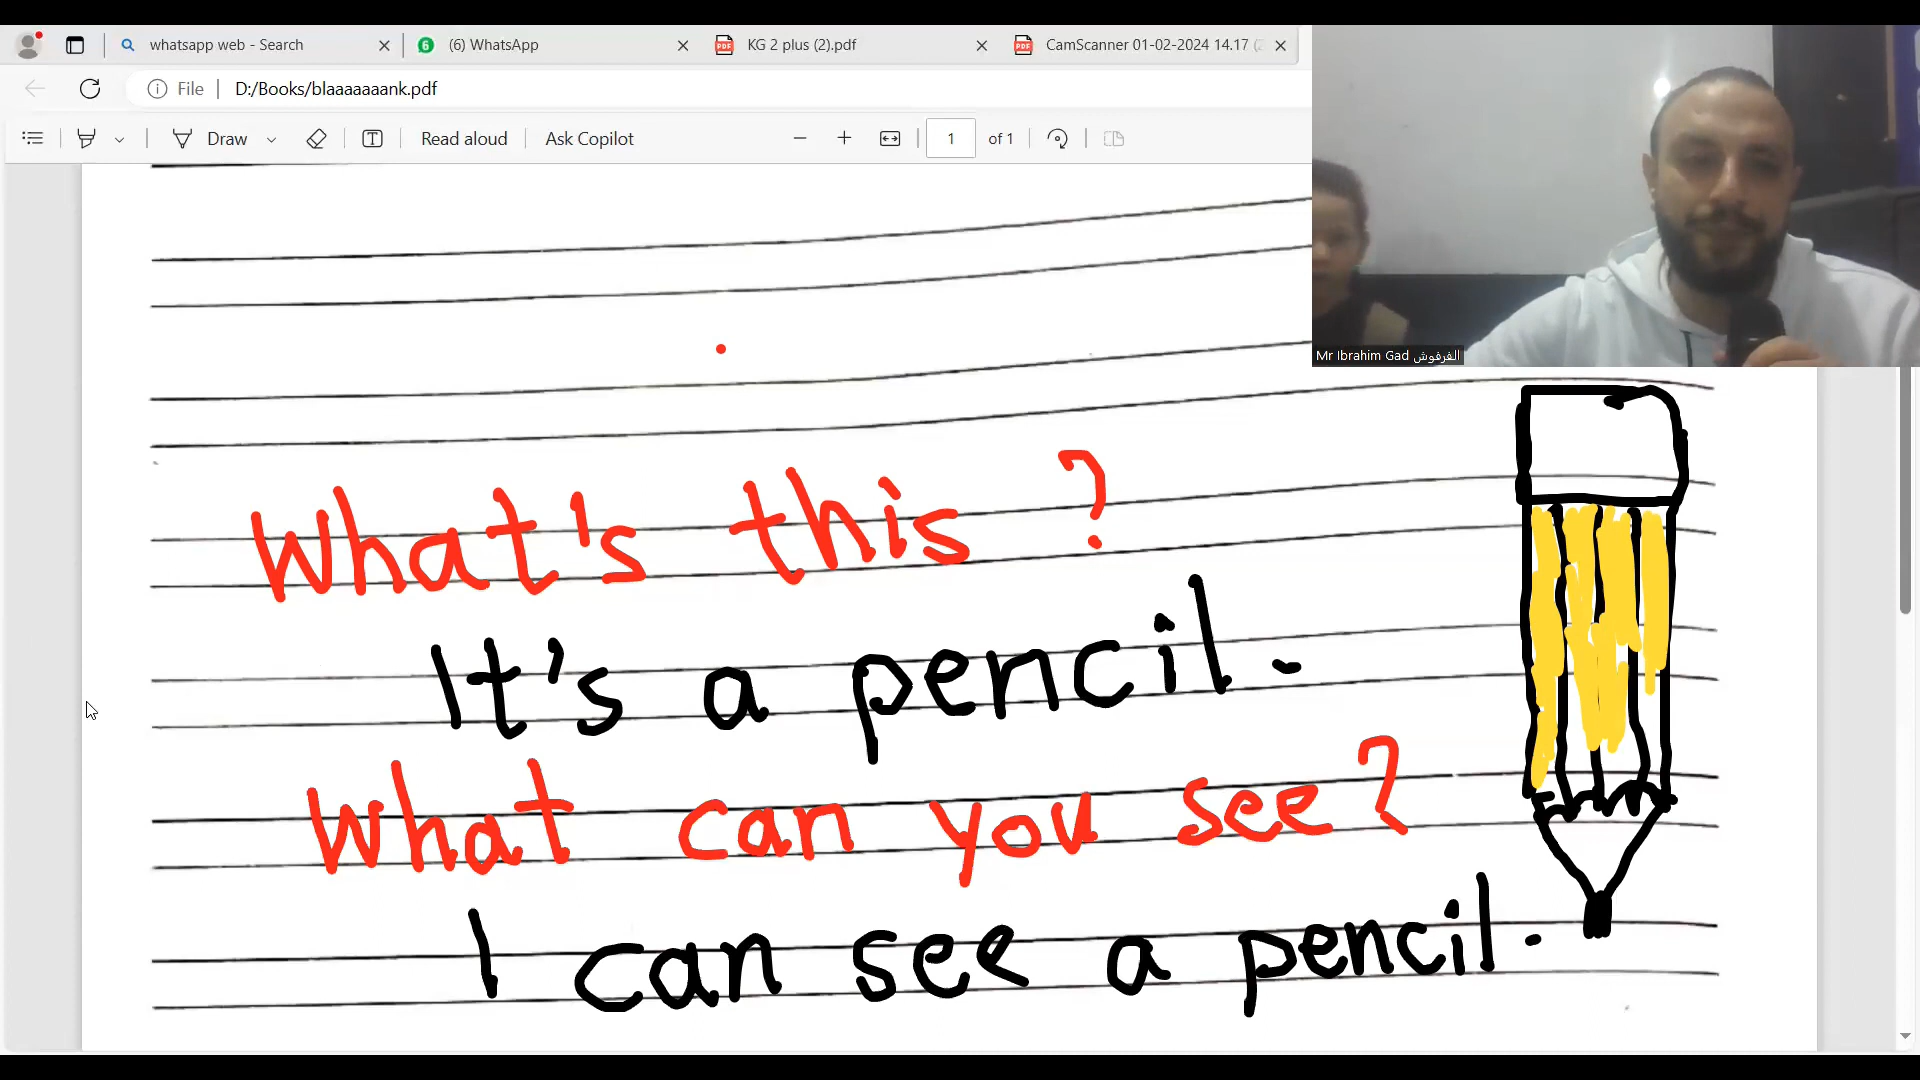 whatsapp web - Search
(6) WhatsApp
KG 2 plus (2).pdf
CamScanner 01-02-2024 14.17 (2
File
D:/Books/blaaaaaaank.pdf
Draw
Read aloud
Ask Copilot
1 of 1
Mr Ibrahim Gad الفرفوش
What's this ?
It's a pencil.
What can you see?
I can see a pencil.